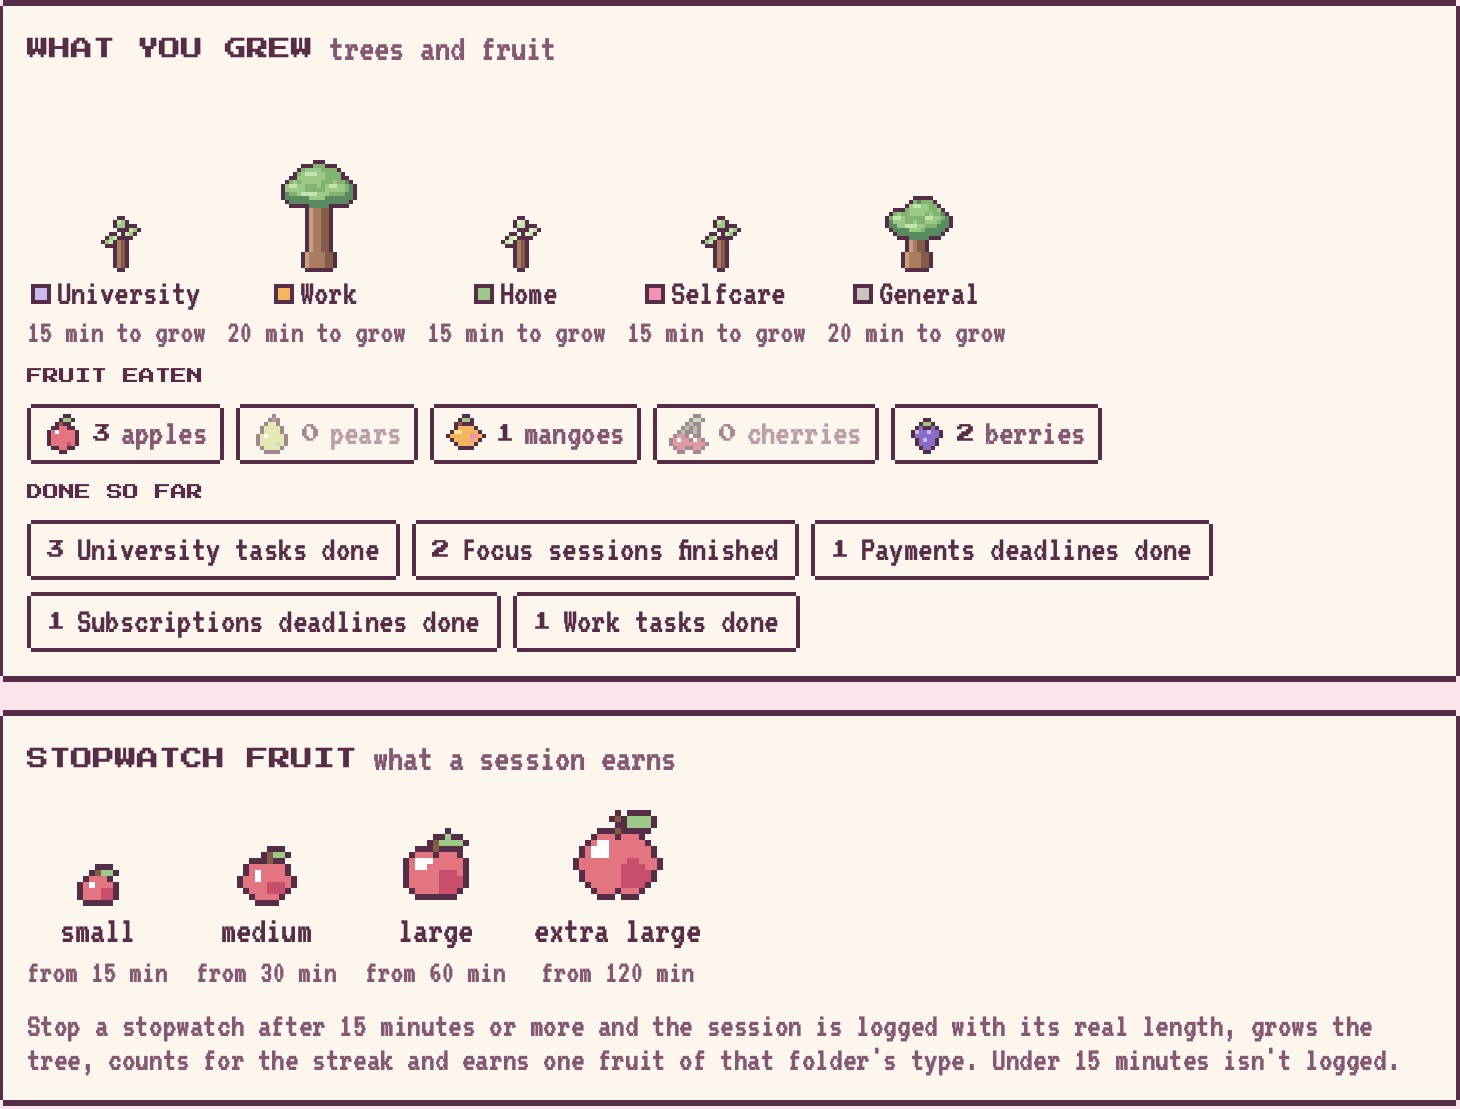 WHAT YOU GREW trees and fruit
University Work Home Selfcare General
15 min to grow 20 min to grow 15 min to grow 15 min to grow 20 min to grow
FRUIT EATEN
3 apples 0 pears 1 mangoes 0 cherries 2 berries
DONE SO FAR
3 University tasks done 2 Focus sessions finished 1 Payments deadlines done
1 Subscriptions deadlines done 1 Work tasks done
STOPWATCH FRUIT what a session earns
small medium large extra large
from 15 min from 30 min from 60 min from 120 min
Stop a stopwatch after 15 minutes or more and the session is logged with its real length, grows the
tree, counts for the streak and earns one fruit of that folder's type. Under 15 minutes isn't logged.